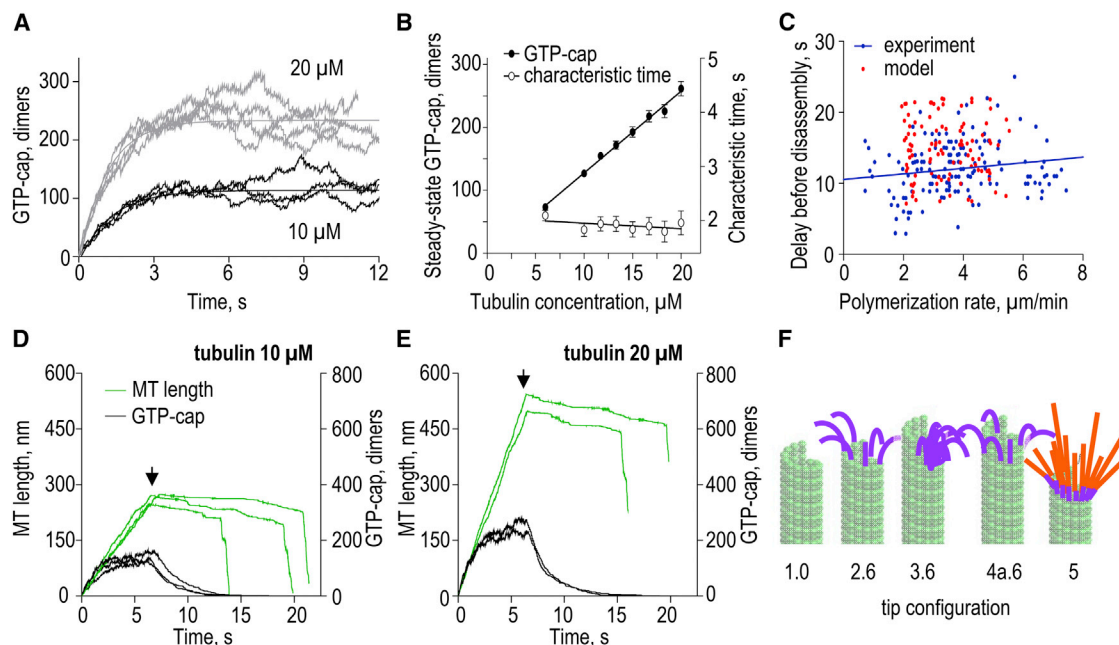 A
20 µM
10 µM
GTP-cap, dimers
300
200
100
0
0 3 6 9 12
Time, s
B
GTP-cap
characteristic time
Steady-state GTP-cap, dimers
300
200
100
0
5
4
3
2
Characteristic time, s
0 5 10 15 20
Tubulin concentration, µM
C
experiment
model
Delay before disassembly, s
30
20
10
0
0 2 4 6 8
Polymerization rate, µm/min
D
tubulin 10 µM
MT length
GTP-cap
MT length, nm
600
450
300
150
0
800
600
400
200
0
GTP-cap, dimers
0 5 10 15 20
Time, s
E
tubulin 20 µM
MT length, nm
600
450
300
150
0
800
600
400
200
0
GTP-cap, dimers
0 5 10 15 20
Time, s
F
1.0 2.6 3.6 4a.6 5
tip configuration